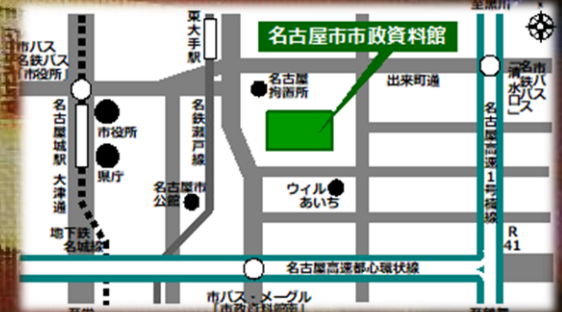 至黒川
東大手駅
名古屋市市政資料館
市バス
名鉄バス
「市役所」
名古屋拘置所
出来町通
市バス
名鉄バス
「清水口」
名古屋城駅
大津通
市役所
県庁
名鉄瀬戸線
名古屋市
公館
ウィル
あいち
名古屋高速1号楠線
地下鉄
名城線
R
41
名古屋高速都心環状線
市バス・メーグル
「市政資料館南」